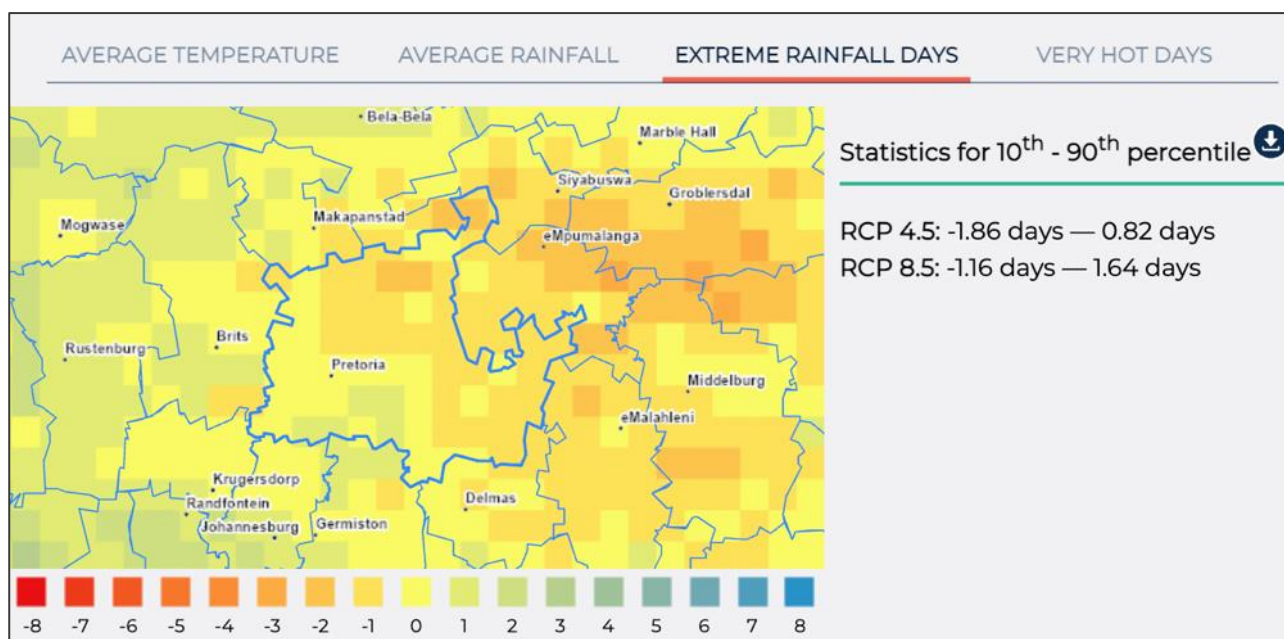 AVERAGE TEMPERATURE AVERAGE RAINFALL EXTREME RAINFALL DAYS VERY HOT DAYS
Bela-Bela
Marble Hall
Siyabuswa
Groblersdal
Makapanstad
Mogwase
eMpumalanga
Brits
Rustenburg
Pretoria
Middelburg
eMalahleni
Krugersdorp
Delmas
Randfontein
Johannesburg
Germiston
Statistics for 10th - 90th percentile
RCP 4.5: -1.86 days — 0.82 days
RCP 8.5: -1.16 days — 1.64 days
-8 -7 -6 -5 -4 -3 -2 -1 0 1 2 3 4 5 6 7 8